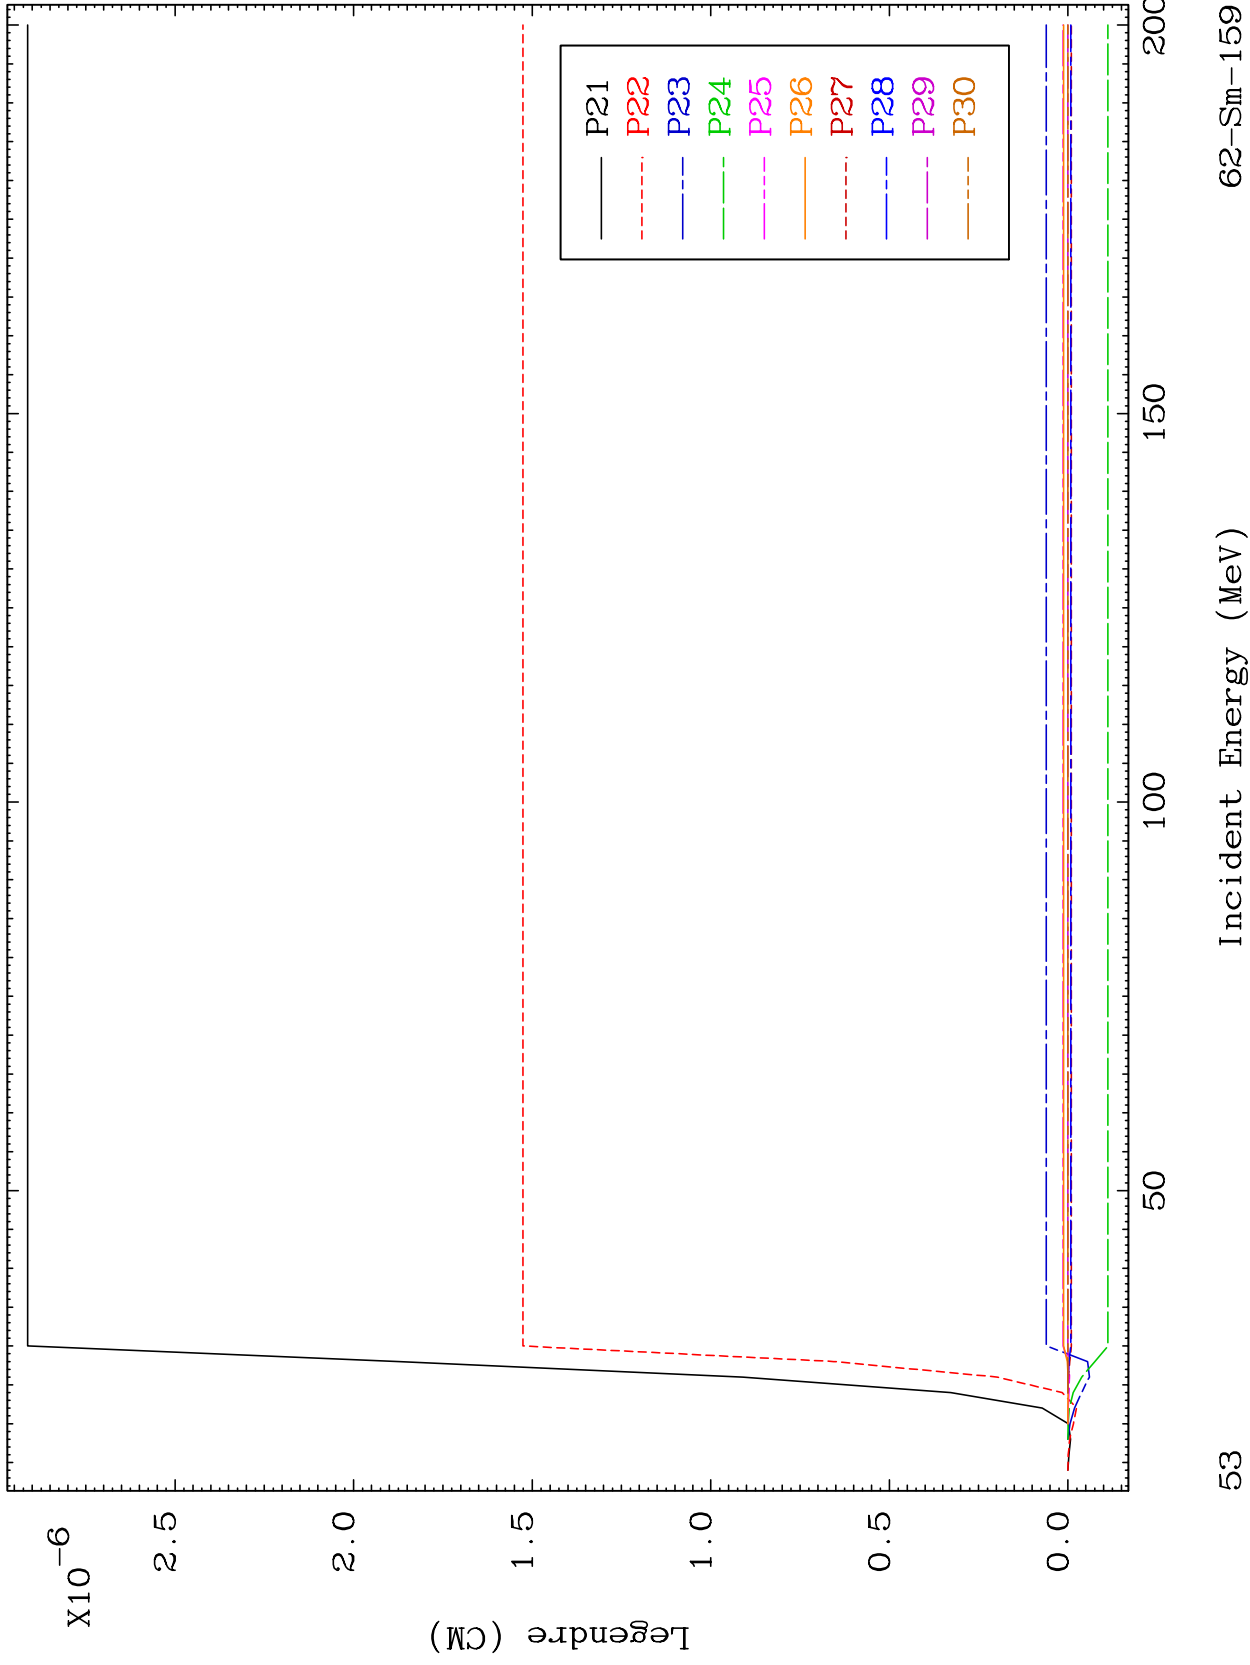 X10-6
2.5
2.0
1.5
1.0
0.5
0.0
Legendre (CM)
P21
P22
P23
P24
P25
P26
P27
P28
P29
P30
50
100
150
200
53
Incident Energy (MeV)
62-Sm-159